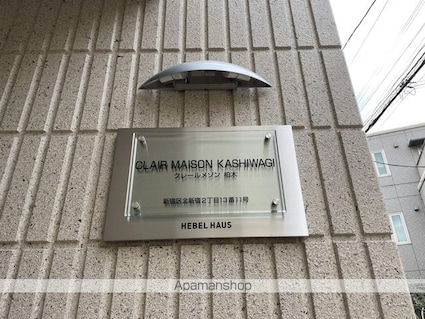 CLAIR MAISON KASHIWAGI
クレールメゾン 柏木
新宿区北新宿2丁目13番11号
HEBEL HAUS
Apamanshop